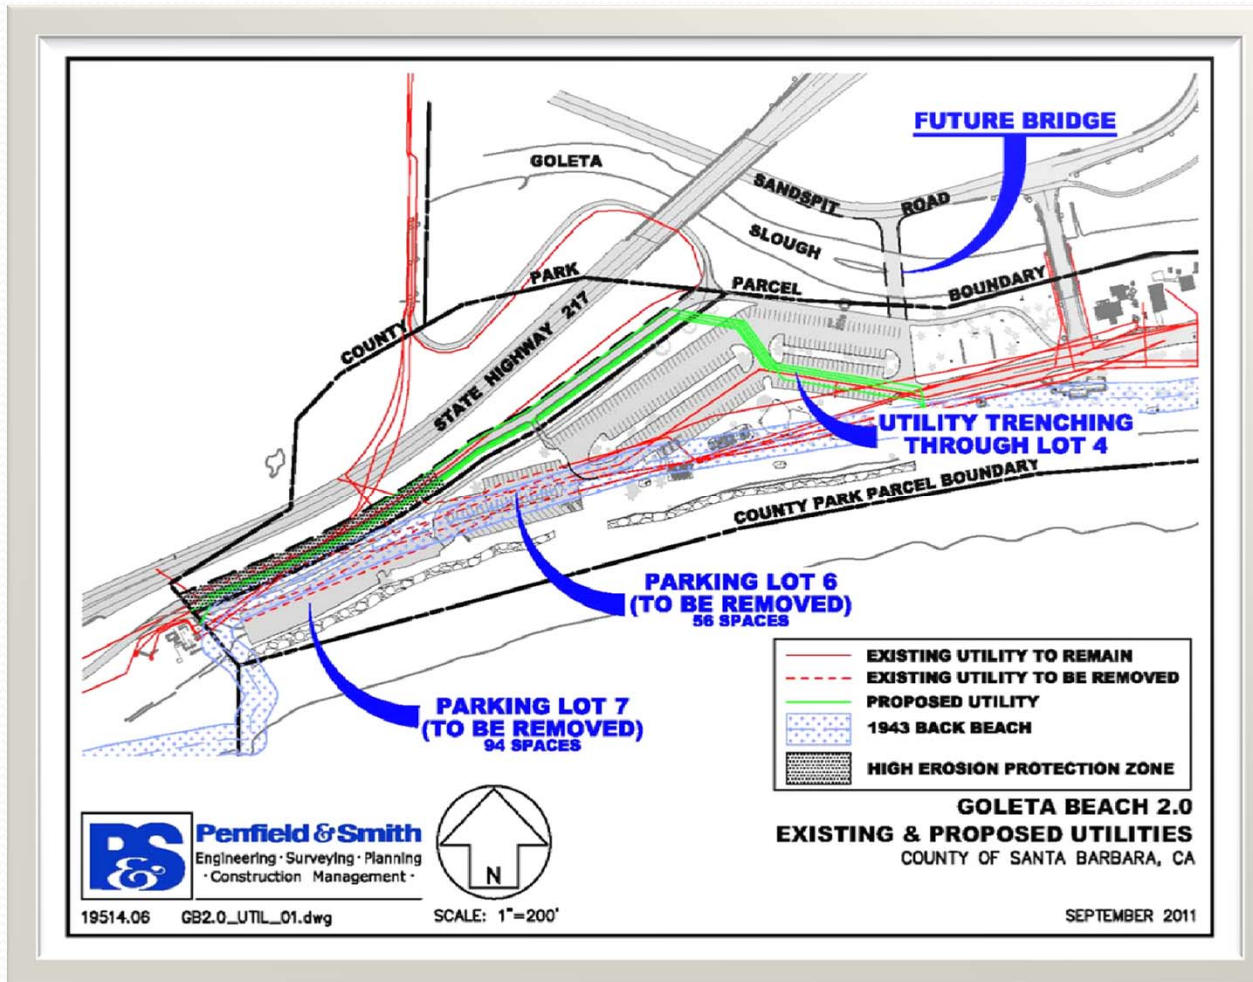 FUTURE BRIDGE
GOLETA
SLOUGH
SANDSPIT ROAD
COUNTY PARK PARCEL BOUNDARY
STATE HIGHWAY 217
UTILITY TRENCHING
THROUGH LOT 4
COUNTY PARK PARCEL BOUNDARY
PARKING LOT 6
(TO BE REMOVED)
56 SPACES
PARKING LOT 7
(TO BE REMOVED)
94 SPACES
EXISTING UTILITY TO REMAIN
EXISTING UTILITY TO BE REMOVED
PROPOSED UTILITY
1943 BACK BEACH
HIGH EROSION PROTECTION ZONE
GOLETA BEACH 2.0
EXISTING & PROPOSED UTILITIES
COUNTY OF SANTA BARBARA, CA
SEPTEMBER 2011
P&S
Penfield & Smith
Engineering · Surveying · Planning
· Construction Management ·
N
19514.06 GB2.0_UTIL_01.dwg SCALE: 1"=200'